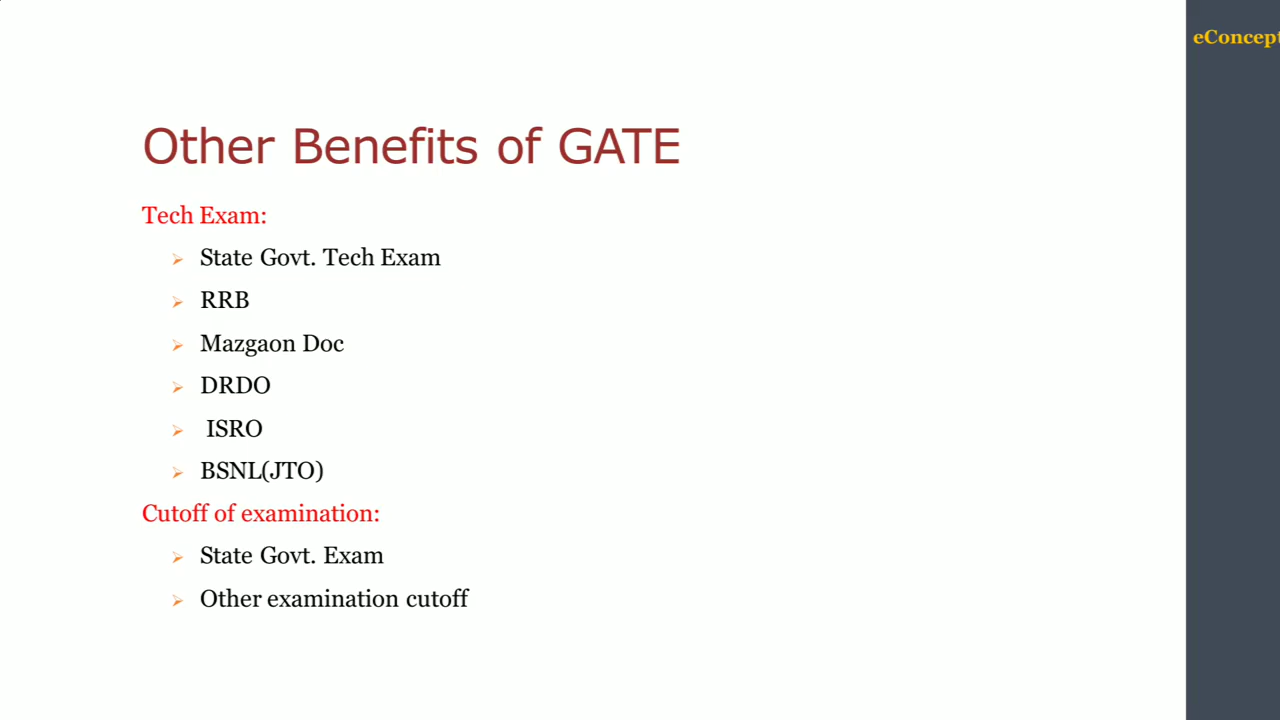 eConcept
Other Benefits of GATE
Tech Exam:
State Govt. Tech Exam
RRB
Mazgaon Doc
DRDO
ISRO
BSNL(JTO)
Cutoff of examination:
State Govt. Exam
Other examination cutoff